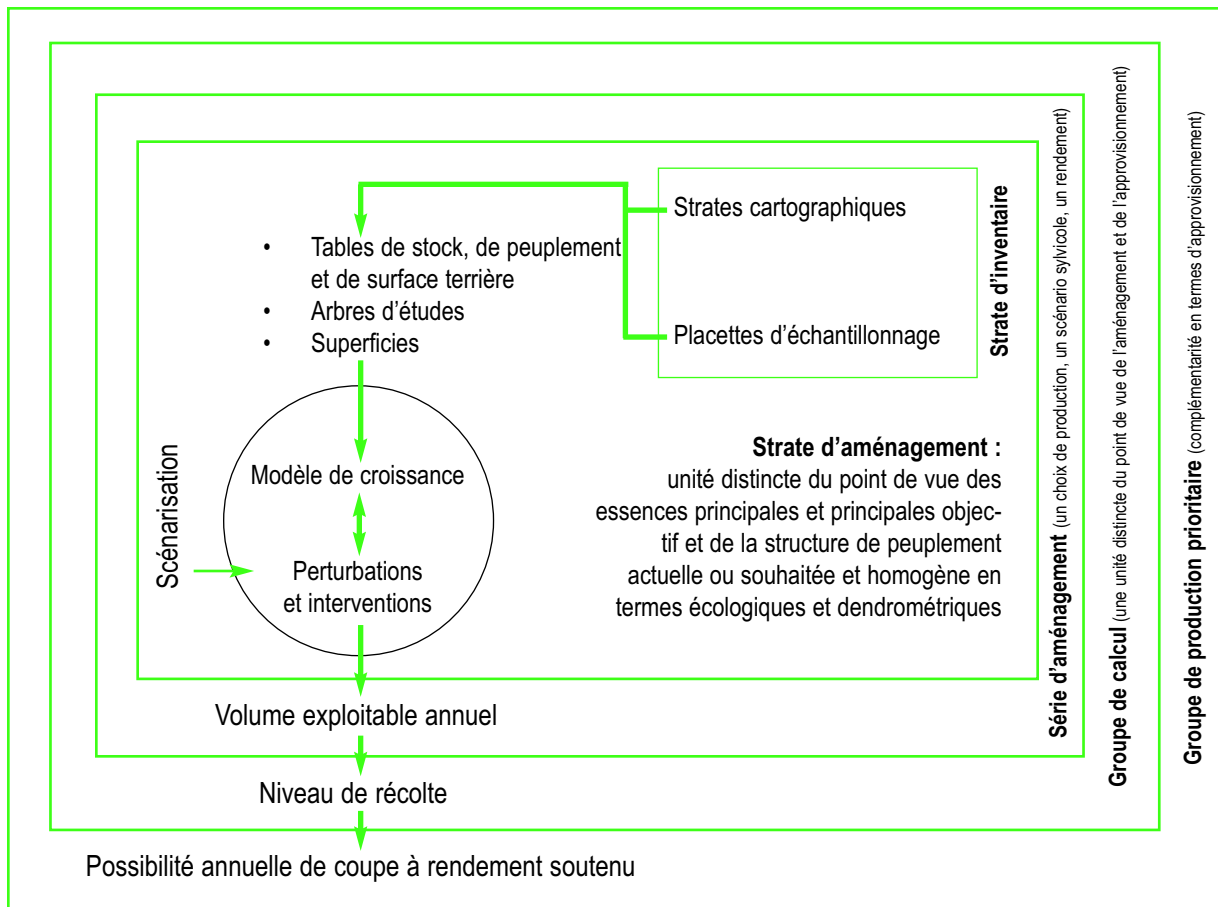 Strates cartographiques
Placettes d'échantillonnage
Strate d'inventaire
• Tables de stock, de peuplement
et de surface terrière
• Arbres d'études
• Superficies
Scénarisation
Modèle de croissance
Perturbations
et interventions
Strate d'aménagement :
unité distincte du point de vue des
essences principales et principales objec-
tif et de la structure de peuplement
actuelle ou souhaitée et homogène en
termes écologiques et dendrométriques
Volume exploitable annuel
Série d'aménagement (un choix de production, un scénario sylvicole, un rendement)
Niveau de récolte
Groupe de calcul (une unité distincte du point de vue de l'aménagement et de l'approvisionnement)
Possibilité annuelle de coupe à rendement soutenu
Groupe de production prioritaire (complémentarité en termes d'approvisionnement)